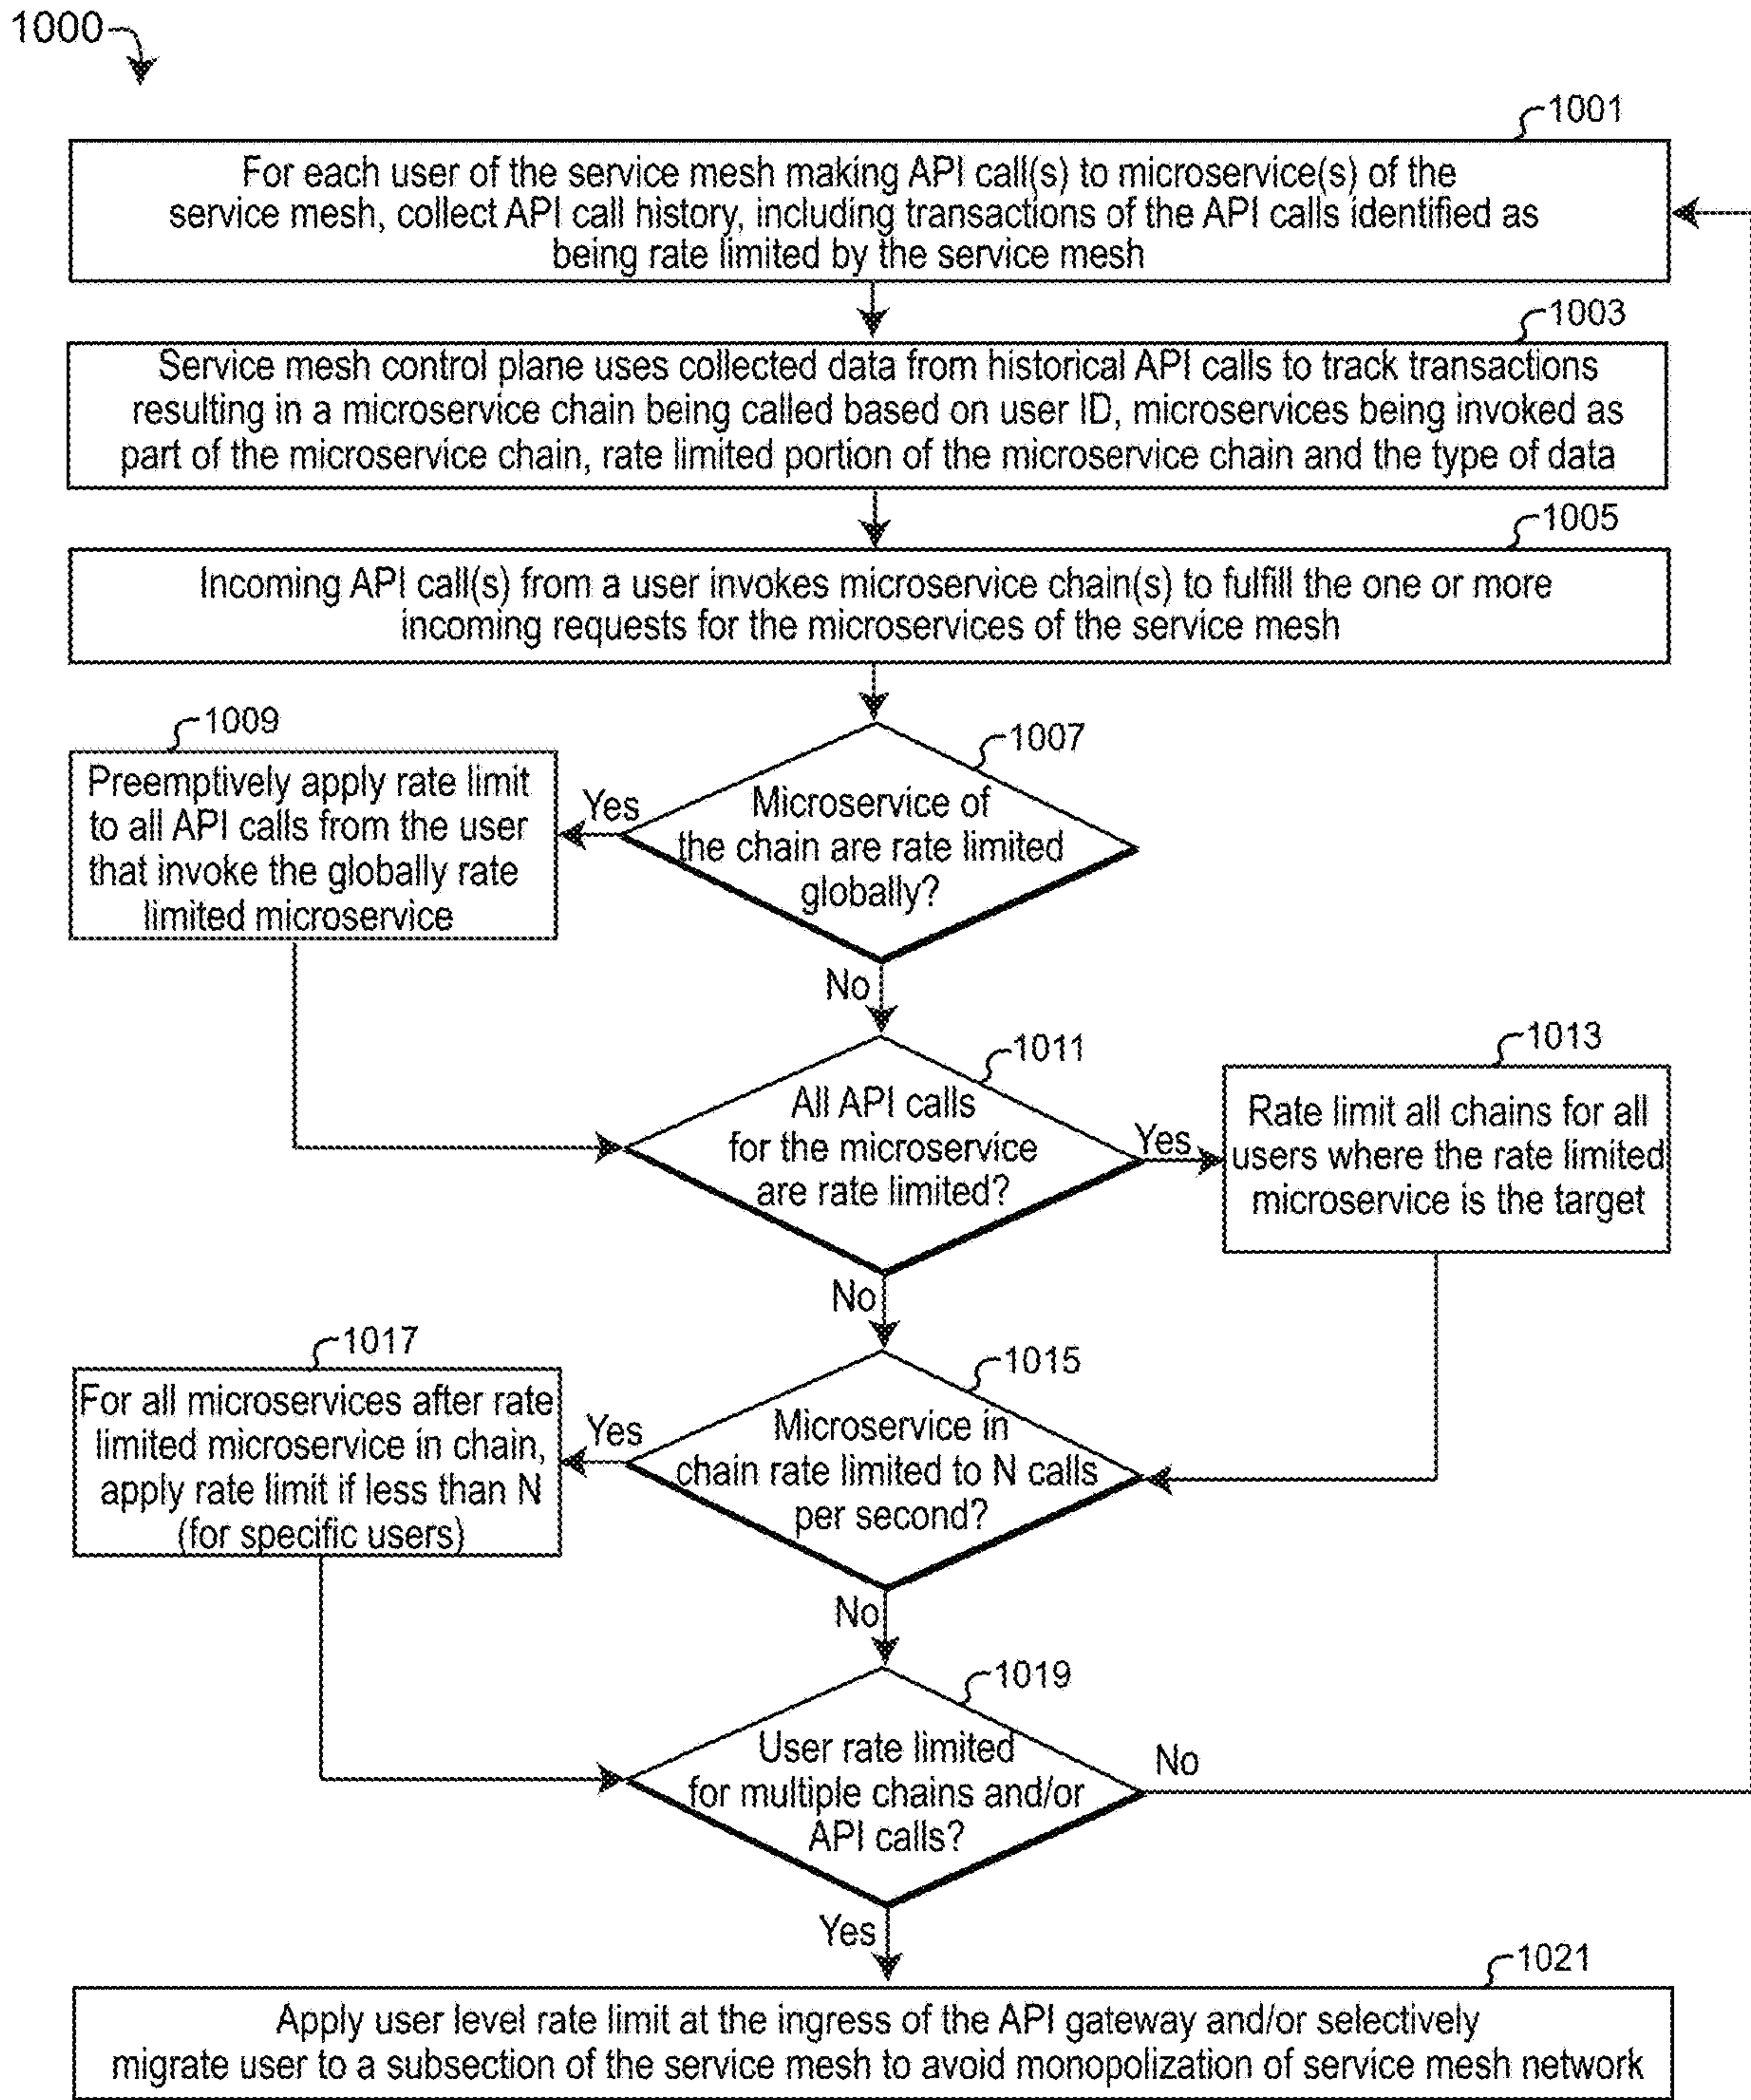 1000
1001
For each user of the service mesh making API call(s) to microservice(s) of the
service mesh, collect API call history, including transactions of the API calls identified as
being rate limited by the service mesh
1003
Service mesh control plane uses collected data from historical API calls to track transactions
resulting in a microservice chain being called based on user ID, microservices being invoked as
part of the microservice chain, rate limited portion of the microservice chain and the type of data
1005
Incoming API call(s) from a user invokes microservice chain(s) to fulfill the one or more
incoming requests for the microservices of the service mesh
1009
Preemptively apply rate limit
to all API calls from the user
that invoke the globally rate
limited microservice
Yes
1007
Microservice of
the chain are rate limited
globally?
No
1011
All API calls
for the microservice
are rate limited?
Yes
1013
Rate limit all chains for all
users where the rate limited
microservice is the target
No
1017
For all microservices after rate
limited microservice in chain,
apply rate limit if less than N
(for specific users)
Yes
1015
Microservice in
chain rate limited to N calls
per second?
No
1019
User rate limited
for multiple chains and/or
API calls?
No
Yes
1021
Apply user level rate limit at the ingress of the API gateway and/or selectively
migrate user to a subsection of the service mesh to avoid monopolization of service mesh network